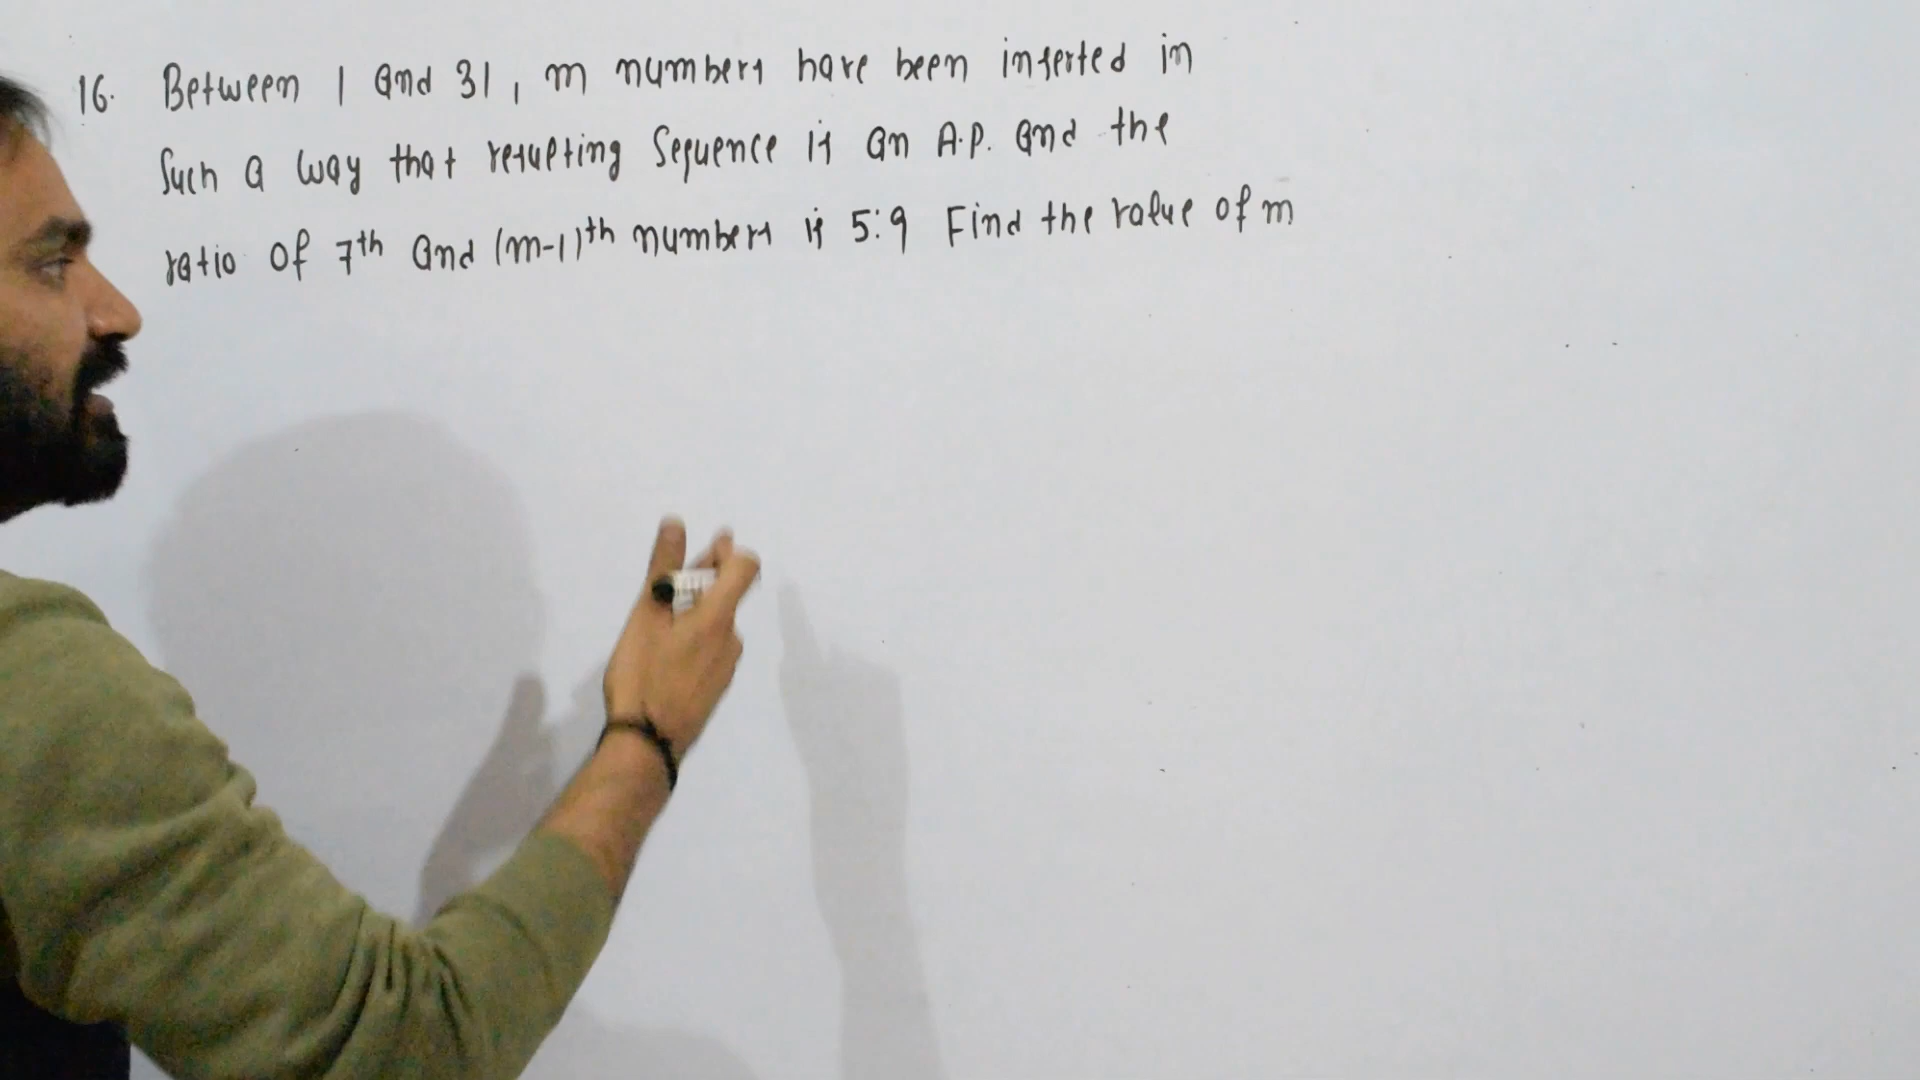 16. Between 1 and 31, m numbers have been inserted in
Such a way that resulting Sequence is an A.P. and the
ratio of 7th and (m-1)th numbers is 5:9 Find the value of m